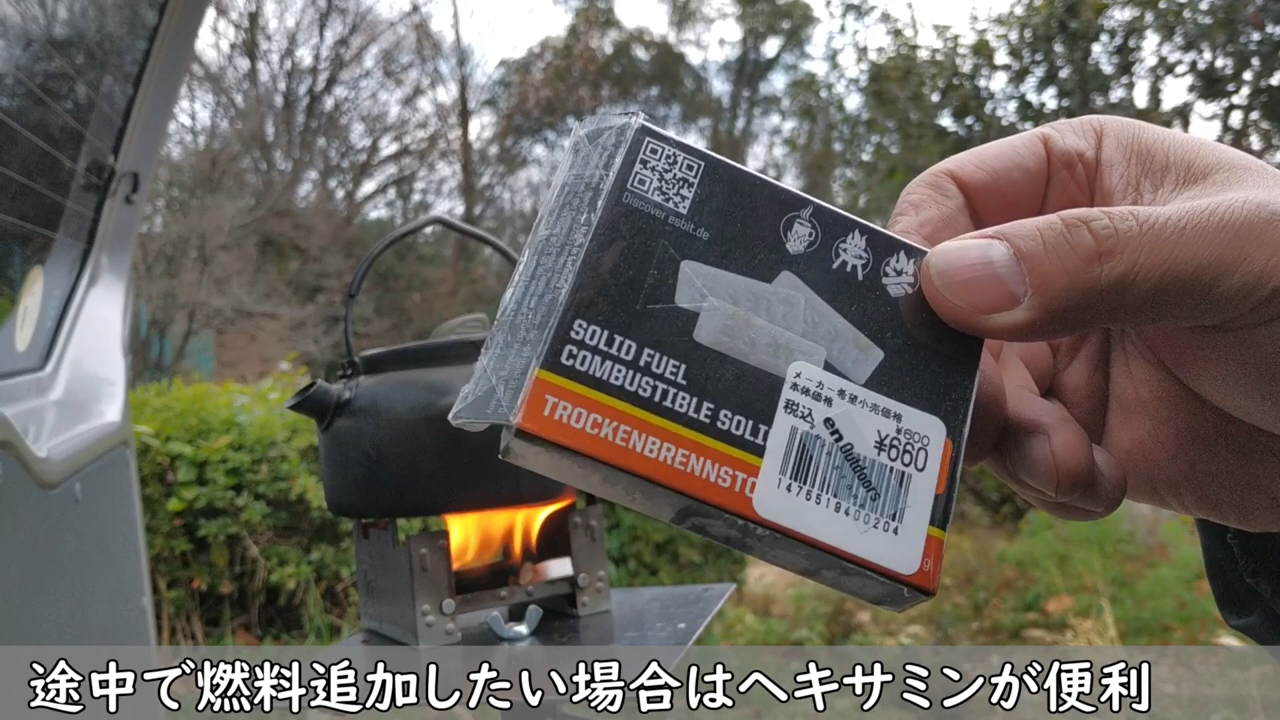 Discover esbit.de
SOLID FUEL
COMBUSTIBLE SOLI
TROCKENBRENNSTO
メーカー希望小売価格
本体価格 ¥600
税込 ¥660
enOutdoors
1475519400204
g
途中で燃料追加したい場合はヘキサミンが便利